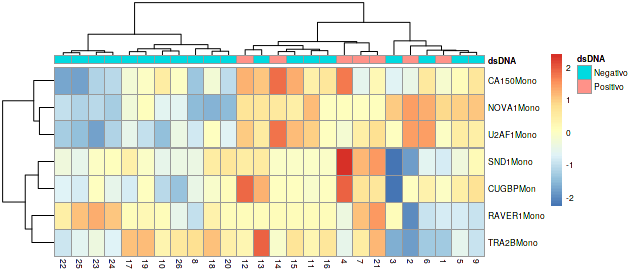 dsDNA
CA150Mono
NOVA1Mono
U2AF1Mono
SND1Mono
CUGBPMon
RAVER1Mono
TRA2BMono
22 25 23 24 17 19 10 26 8 18 20 12 13 14 15 11 16 4 7 21 3 2 6 1 5 9
2
1
0
-1
-2
dsDNA
Negativo
Positivo